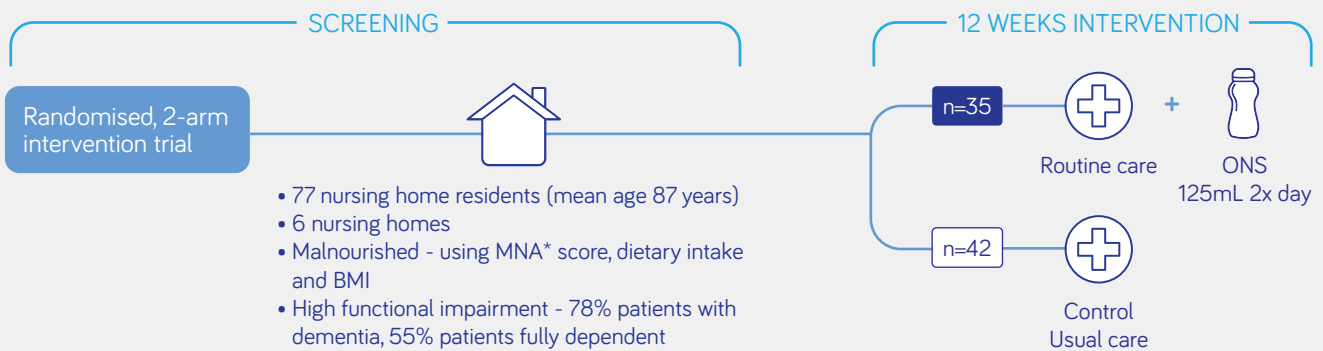 SCREENING
12 WEEKS INTERVENTION
Randomised, 2-arm
intervention trial
• 77 nursing home residents (mean age 87 years)
• 6 nursing homes
• Malnourished - using MNA* score, dietary intake
and BMI
• High functional impairment - 78% patients with
dementia, 55% patients fully dependent
n=35
+
Routine care
ONS
125mL 2x day
n=42
Control
Usual care